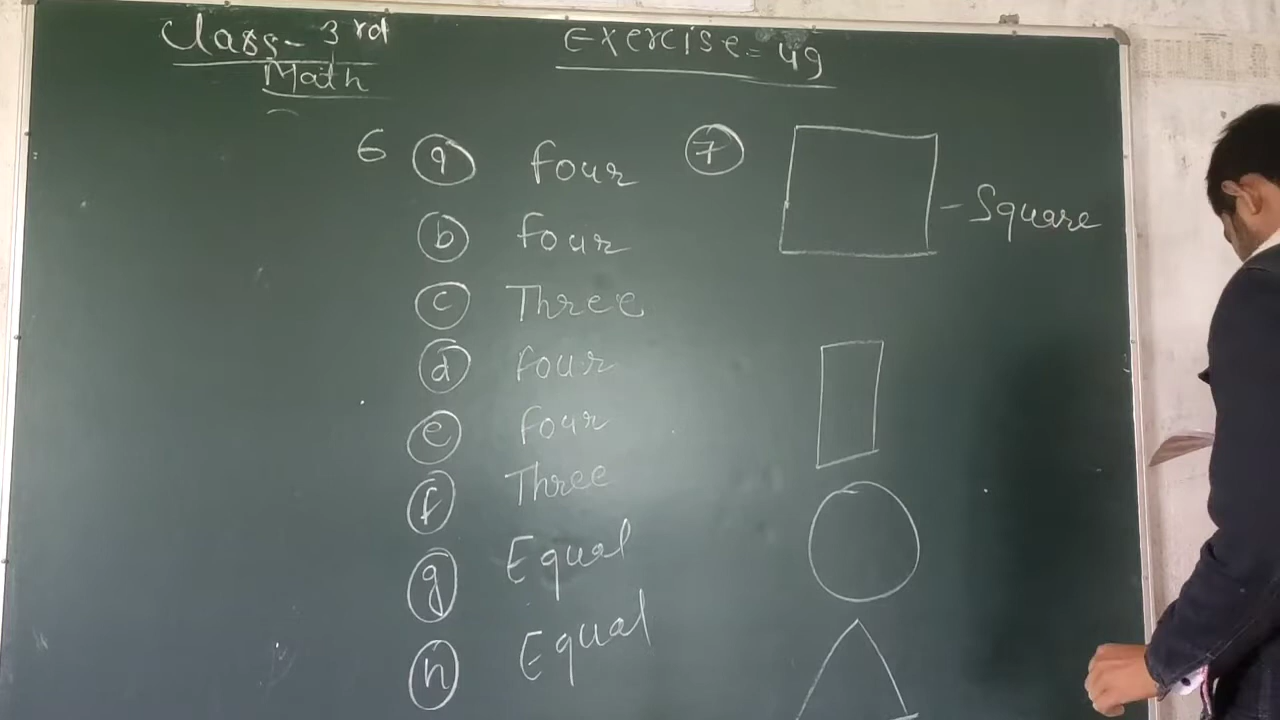 Class - 3rd
Math
Exercise = 49
6 a four
b four
c Three
d four
e four
f Three
g Equal
h Equal
7
- Square